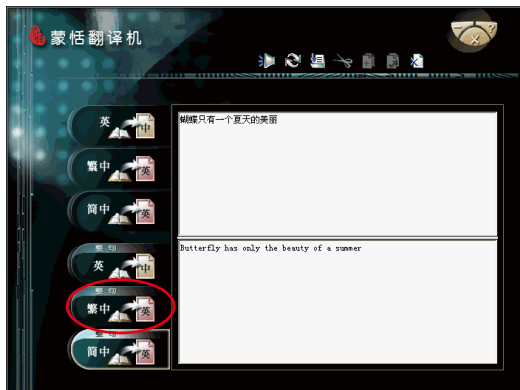 蒙恬翻译机
英 中
繁中 英
简中 英
整句
英 中
整句
繁中 英
整句
简中 英
蝴蝶只有一个夏天的美丽
Butterfly has only the beauty of a summer